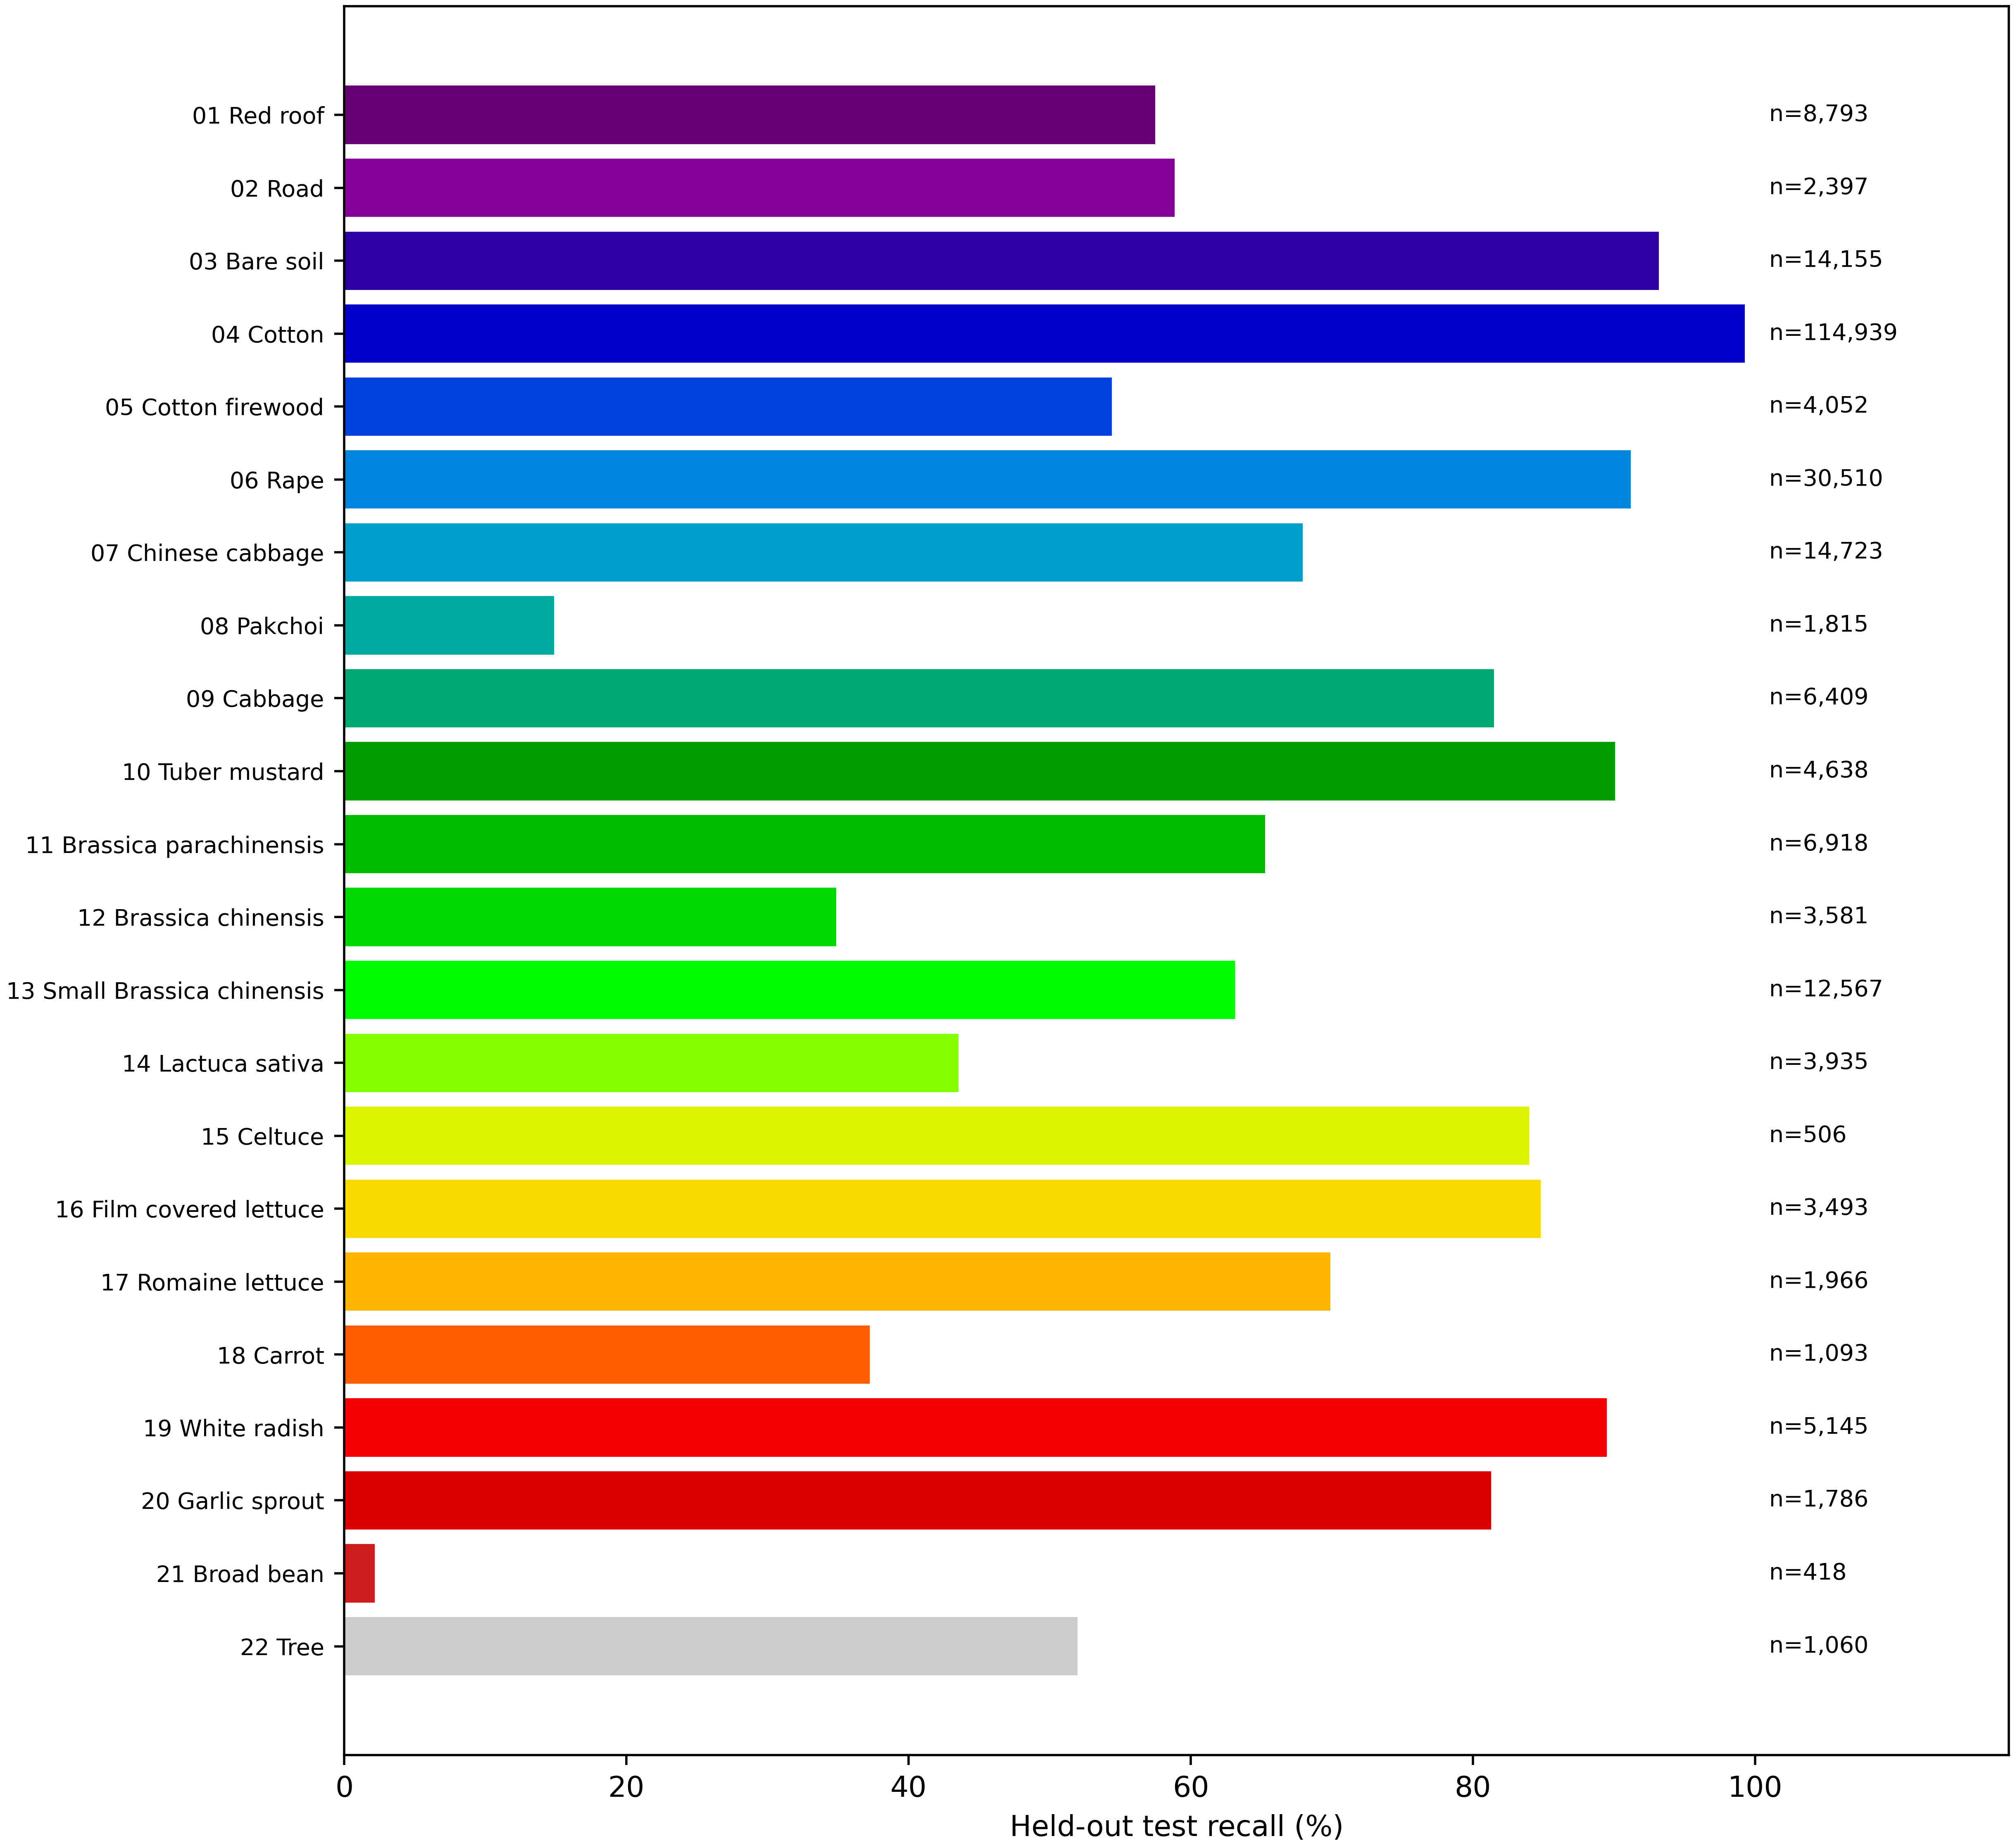 01 Red roof n=8,793
02 Road n=2,397
03 Bare soil n=14,155
04 Cotton n=114,939
05 Cotton firewood n=4,052
06 Rape n=30,510
07 Chinese cabbage n=14,723
08 Pakchoi n=1,815
09 Cabbage n=6,409
10 Tuber mustard n=4,638
11 Brassica parachinensis n=6,918
12 Brassica chinensis n=3,581
13 Small Brassica chinensis n=12,567
14 Lactuca sativa n=3,935
15 Celtuce n=506
16 Film covered lettuce n=3,493
17 Romaine lettuce n=1,966
18 Carrot n=1,093
19 White radish n=5,145
20 Garlic sprout n=1,786
21 Broad bean n=418
22 Tree n=1,060
0 20 40 60 80 100
Held-out test recall (%)